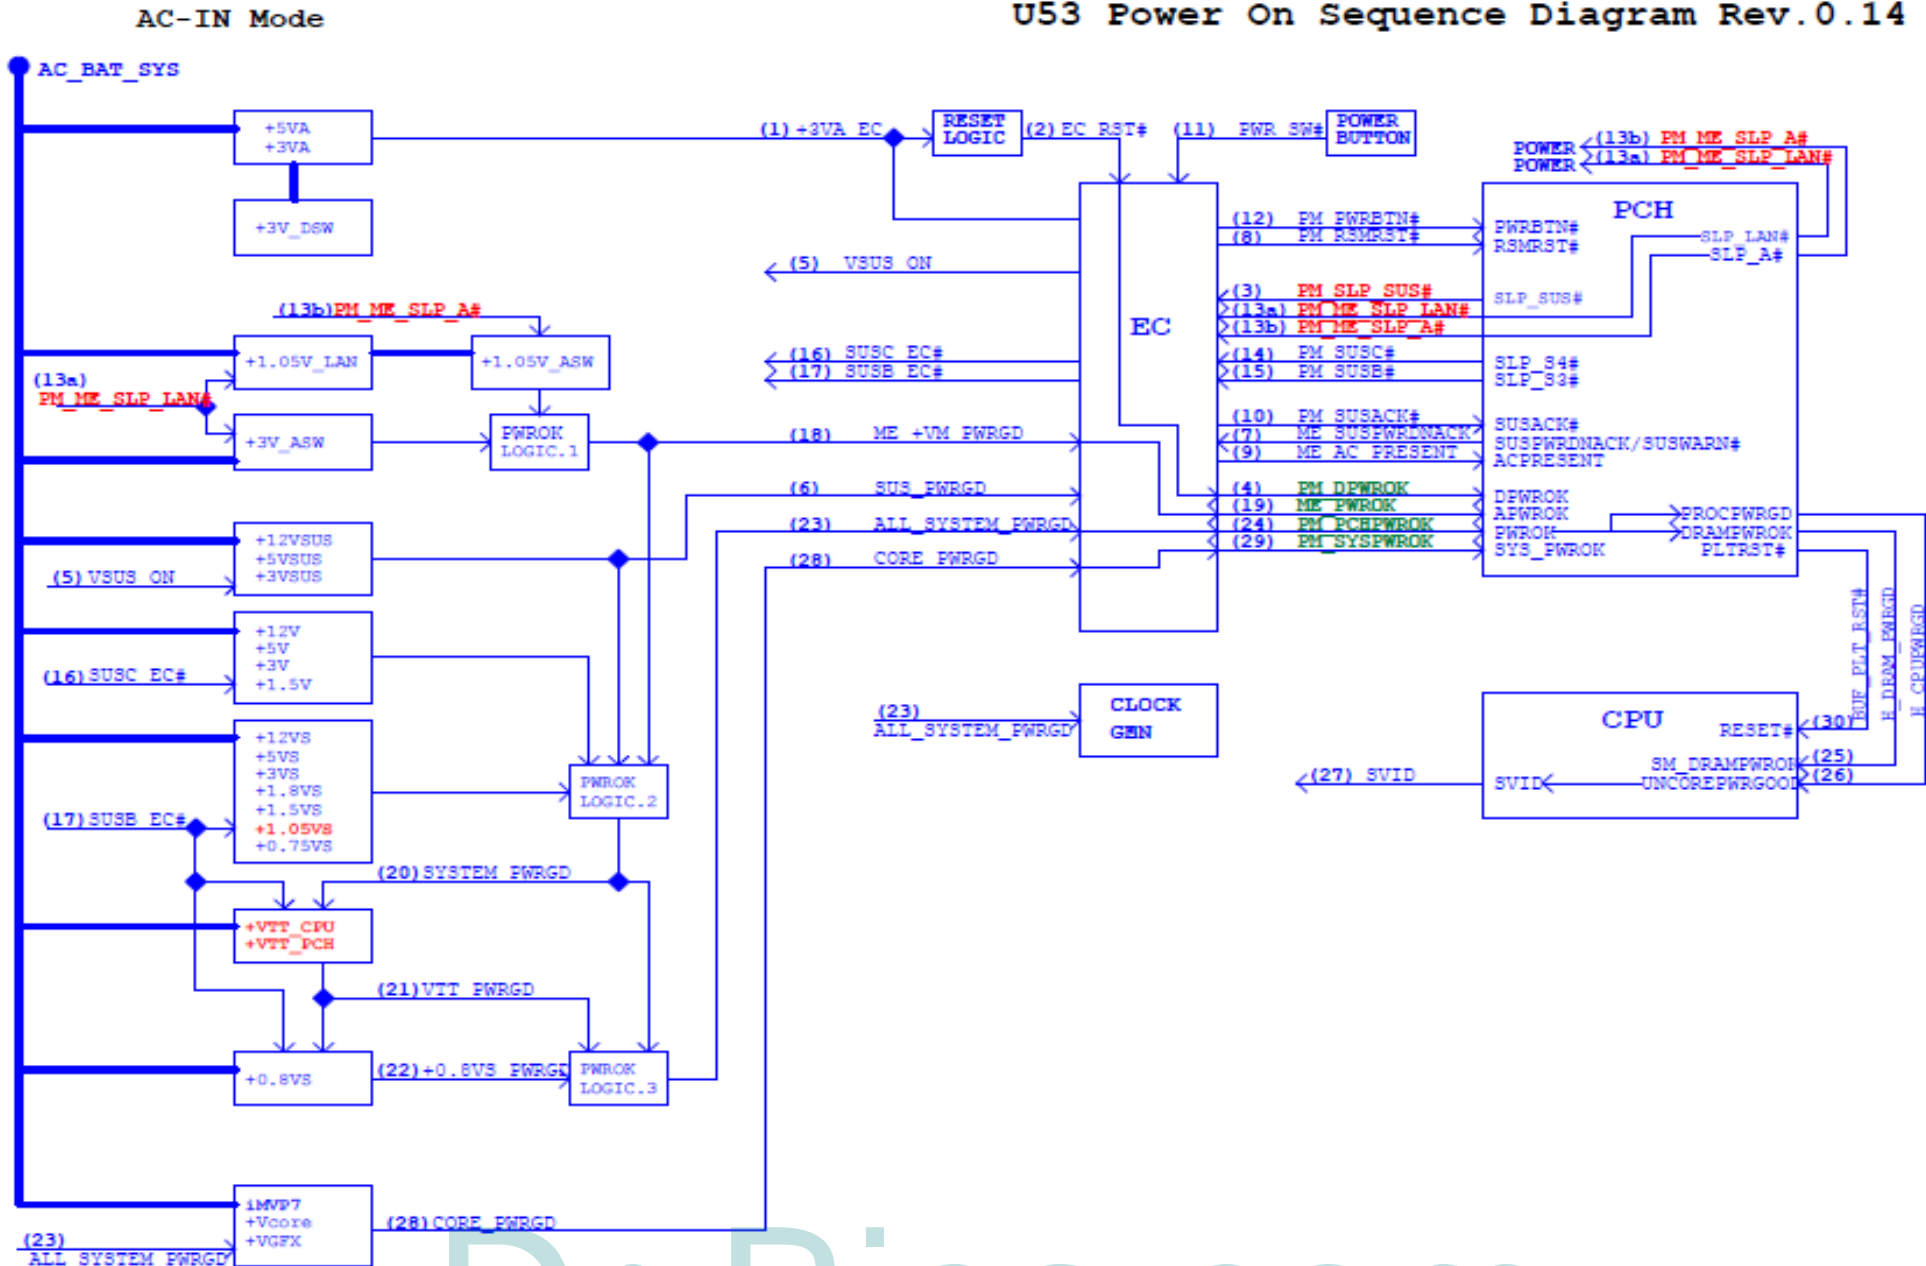 AC-IN Mode
U53 Power On Sequence Diagram Rev.0.14
AC_BAT_SYS
+5VA
+3VA
+3V_DSW
(1) +3VA_EC
RESET
LOGIC
(2) EC_RST#
(11) PWR_SW#
POWER
BUTTON
POWER
(13b) PM_ME_SLP_A#
POWER
(13a) PM_ME_SLP_LAN#
PCH
(12) PM_PWRBTN#
PWRBTN#
(8) PM_RSMRST#
RSMRST#
SLP_LAN#
SLP_A#
(5) VSUS_ON
EC
(3) PM_SLP_SUS#
SLP_SUS#
(13a) PM_ME_SLP_LAN#
(13b) PM_ME_SLP_A#
(13b)PM_ME_SLP_A#
+1.05V_LAN
+1.05V_ASW
(13a)
PM_ME_SLP_LAN#
+3V_ASW
PWROK
LOGIC.1
(16) SUSC_EC#
(17) SUSB_EC#
(14) PM_SUSC#
SLP_S4#
(15) PM_SUSB#
SLP_S3#
(10) PM_SUSACK#
SUSACK#
(7) ME_SUSPWRDNACK
SUSPWRDNACK/SUSWARN#
(9) ME_AC_PRESENT
ACPRESENT
(18) ME_+VM_PWRGD
(6) SUS_PWRGD
(23) ALL_SYSTEM_PWRGD
(28) CORE_PWRGD
(4) PM_DPWROK
DPWROK
(19) ME_PWROK
APWROK
PROCPWRGD
(24) PM_PCHPWROK
PWROK
DRAMPWROK
(29) PM_SYSPWROK
SYS_PWROK
PLTRST#
+12VSUS
+5VSUS
+3VSUS
(5)VSUS_ON
+12V
+5V
+3V
+1.5V
(16)SUSC_EC#
+12VS
+5VS
+3VS
+1.8VS
+1.5VS
+1.05VS
+0.75VS
(17)SUSB_EC#
PWROK
LOGIC.2
(23)
ALL_SYSTEM_PWRGD
CLOCK
GEN
BUF_PLT_RST#
H_DRAM_PWRGD
H_CPUPWRGD
CPU
RESET#
(30)
SM_DRAMPWROK
(25)
(27) SVID
SVID
UNCOREPWRGOOD
(26)
(20)SYSTEM_PWRGD
+VTT_CPU
+VTT_PCH
(21)VTT_PWRGD
+0.8VS
(22)+0.8VS_PWRGD
PWROK
LOGIC.3
iMVP7
+Vcore
+VGFX
(28)CORE_PWRGD
(23)
ALL_SYSTEM_PWRGD